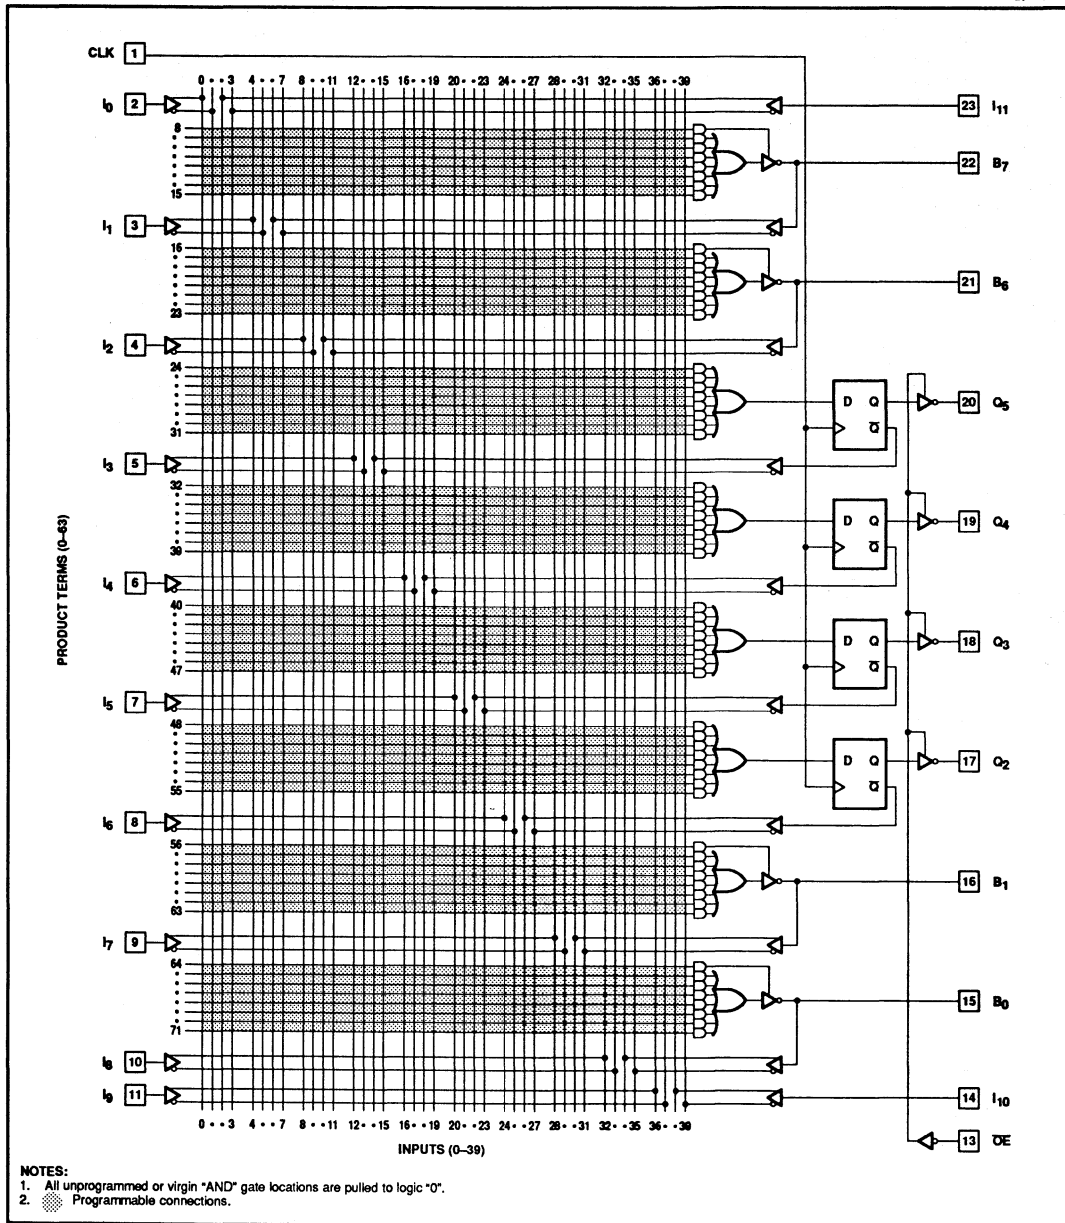 CLK 1
0 • • 3 4 • • 7 8 • • 11 12 • 15 16 • • 19 20 • • 23 24 • • 27 28 • • 31 32 • • 35 36 • • 39
I0 2
23 I11
8
22 B7
15
I1 3
16
21 B6
23
I2 4
24
D Q
20 Q5
Q
31
I3 5
32
D Q
19 Q4
Q
39
PRODUCT TERMS (0–63)
I4 6
40
D Q
18 Q3
Q
47
I5 7
48
D Q
17 Q2
Q
55
I6 8
56
16 B1
63
I7 9
64
15 B0
71
I8 10
I9 11
14 I10
0 • • 3 4 • • 7 8 • • 11 12 • 15 16 • • 19 20 • • 23 24 • • 27 28 • • 31 32 • • 35 36 • • 39
INPUTS (0–39)
13 OE
NOTES:
1. All unprogrammed or virgin "AND" gate locations are pulled to logic "0".
2. Programmable connections.